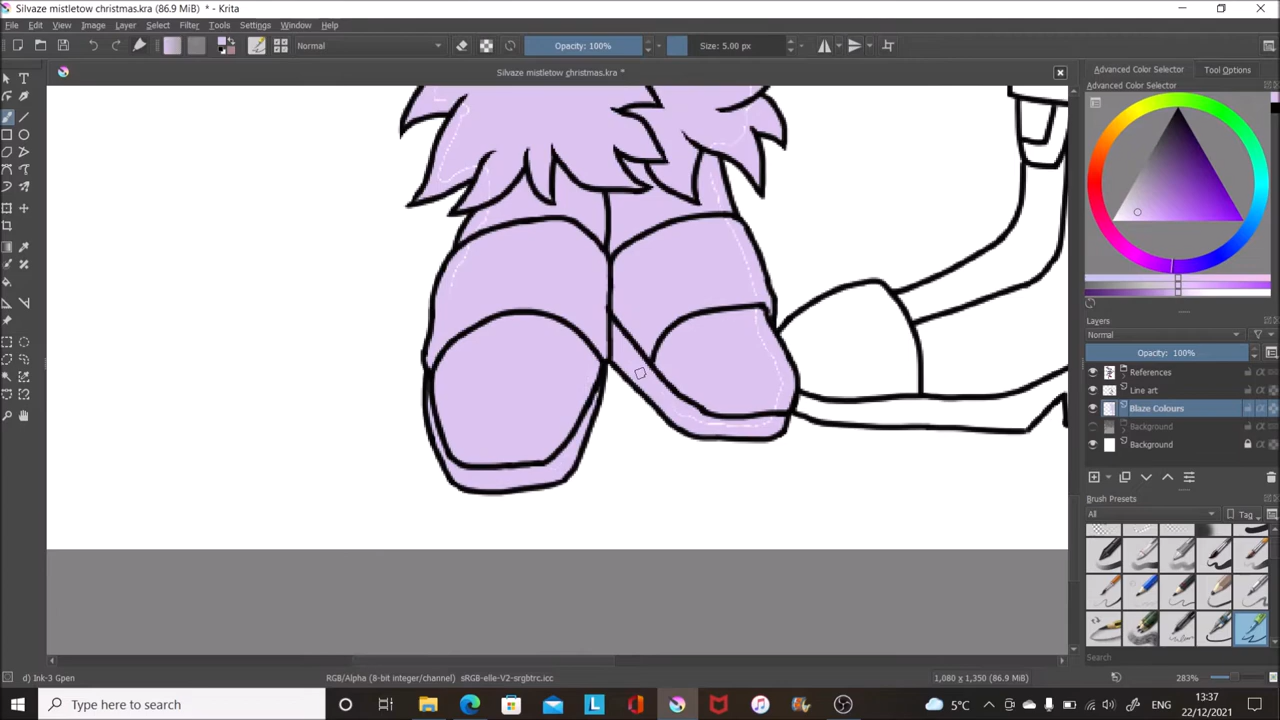 Silvaze mistletow christmas.kra (86.9 MiB) * - Krita
File Edit View Image Layer Select Filter Tools Settings Window Help
Normal
Opacity: 100%
Size: 5.00 px
Silvaze mistletow christmas.kra *
Advanced Color Selector
Tool Options
Advanced Color Selector
Layers
Normal
Opacity: 100%
References
Line art
Blaze Colours
Background
Background
Brush Presets
All
Tag
Search
d) Ink-3 Gpen
RGB/Alpha (8-bit integer/channel) sRGB-elle-V2-srgbtrc.icc
1,080 x 1,350 (86.9 MiB)
283%
Type here to search
5°C
ENG
13:37
22/12/2021